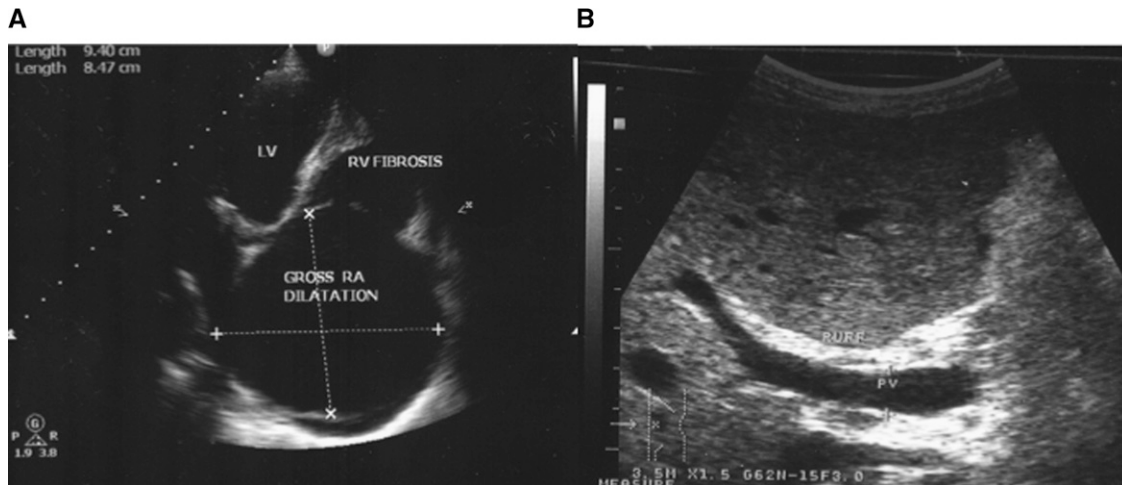 A
B
Length 9.40 cm
Length 8.47 cm
P
LV
RV FIBROSIS
GROSS RA
DILATATION
G
P R
1.9 3.8
RUFF
PV
3.5M X1.5 G62N-15F3.0
MEASURE